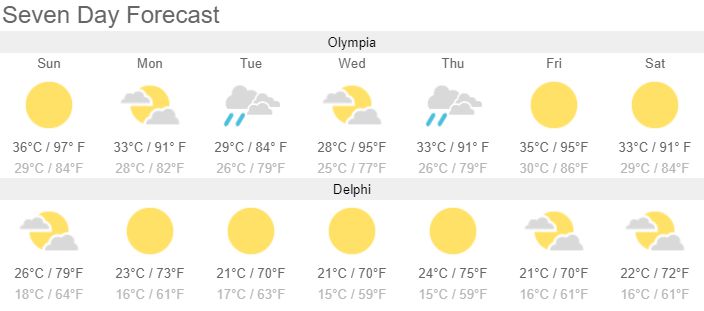 Seven Day Forecast
Olympia
Sun Mon Tue Wed Thu Fri Sat
36°C / 97° F 33°C / 91° F 29°C / 84° F 28°C / 95°F 33°C / 91° F 35°C / 95°F 33°C / 91° F
29°C / 84°F 28°C / 82°F 26°C / 79°F 25°C / 77°F 26°C / 79°F 30°C / 86°F 29°C / 84°F
Delphi
26°C / 79°F 23°C / 73°F 21°C / 70°F 21°C / 70°F 24°C / 75°F 21°C / 70°F 22°C / 72°F
18°C / 64°F 16°C / 61°F 17°C / 63°F 15°C / 59°F 15°C / 59°F 16°C / 61°F 16°C / 61°F